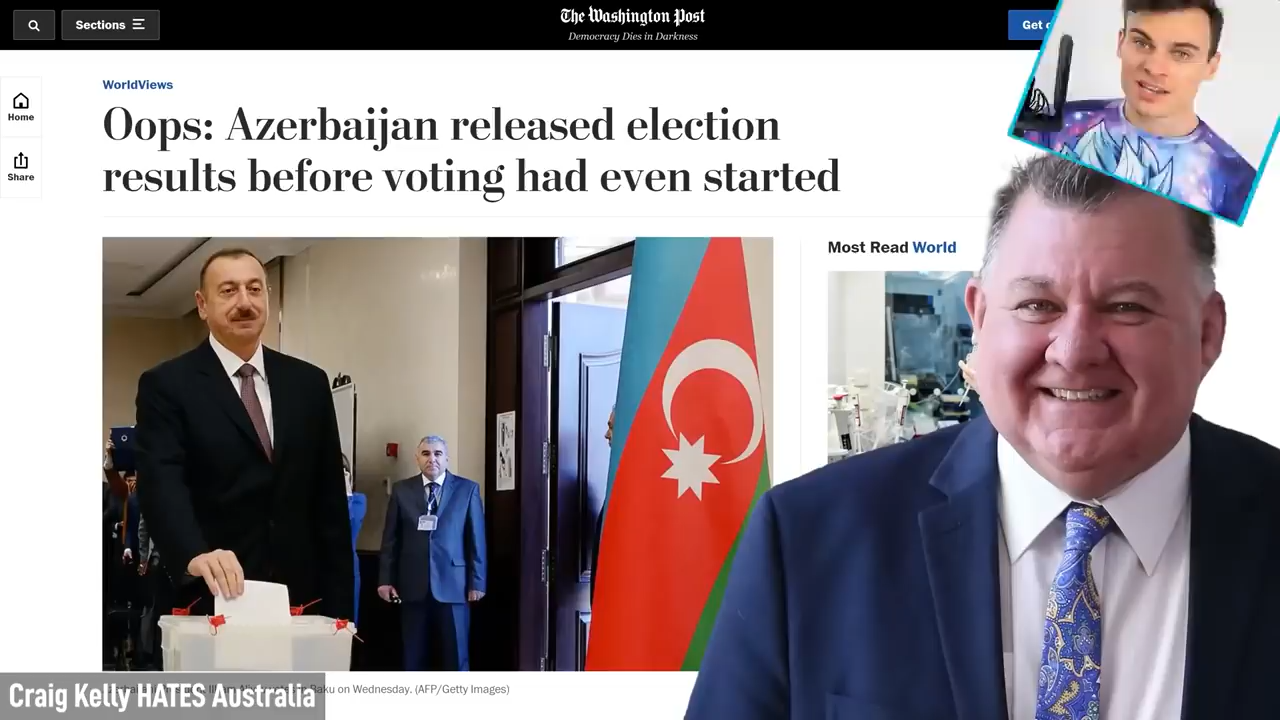 Sections
The Washington Post
Democracy Dies in Darkness
Get
Home
Share
WorldViews
Oops: Azerbaijan released election
results before voting had even started
Most Read World
Baku on Wednesday. (AFP/Getty Images)
Craig Kelly HATES Australia